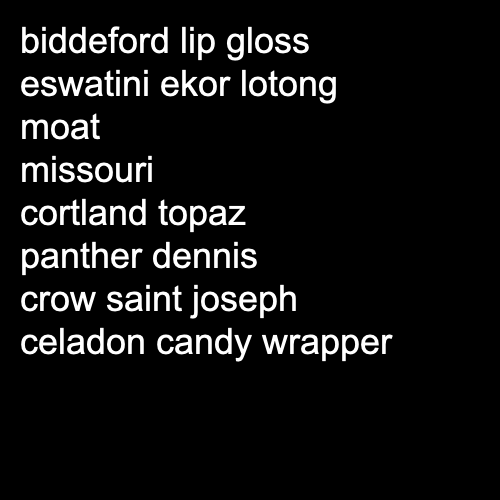 biddeford lip gloss
eswatini ekor lotong
moat
missouri
cortland topaz
panther dennis
crow saint joseph
celadon candy wrapper